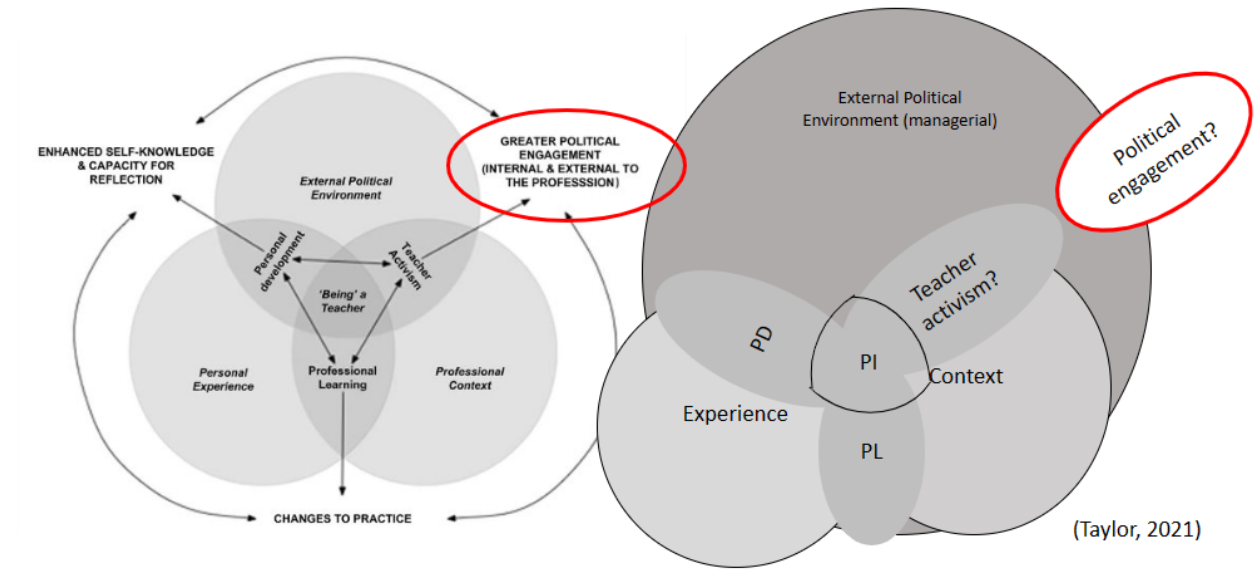 ENHANCED SELF-KNOWLEDGE
& CAPACITY FOR
REFLECTION
External Political
Environment
GREATER POLITICAL
ENGAGEMENT
(INTERNAL & EXTERNAL TO
THE PROFESSSION)
Personal
development
Teacher
Activism
'Being' a
Teacher
Personal
Experience
Professional
Learning
Professional
Context
CHANGES TO PRACTICE
External Political
Environment (managerial)
Political
engagement?
Teacher
activism?
PD
PI
Context
Experience
PL
(Taylor, 2021)